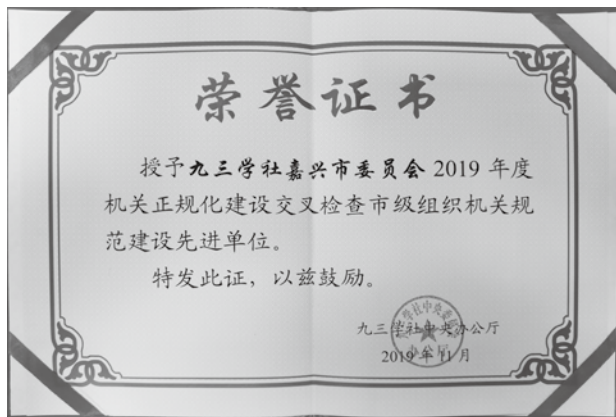 荣誉证书
授予九三学社嘉兴市委员会 2019 年度
机关正规化建设交叉检查市级组织机关规
范建设先进单位。
特发此证，以兹鼓励。
九三学社中央办公厅
2019 年 11 月